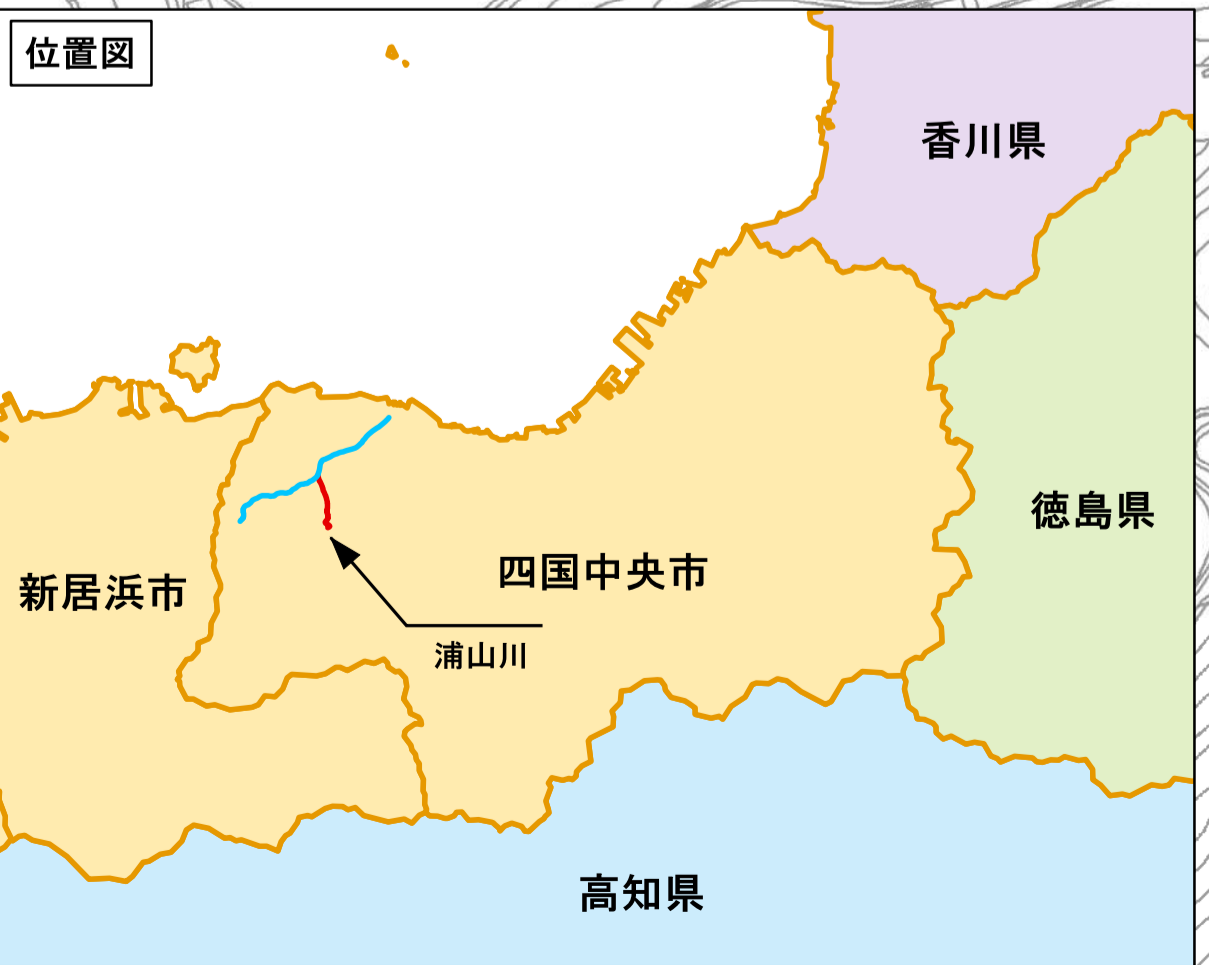 位置図
香川県
徳島県
四国中央市
新居浜市
浦山川
高知県